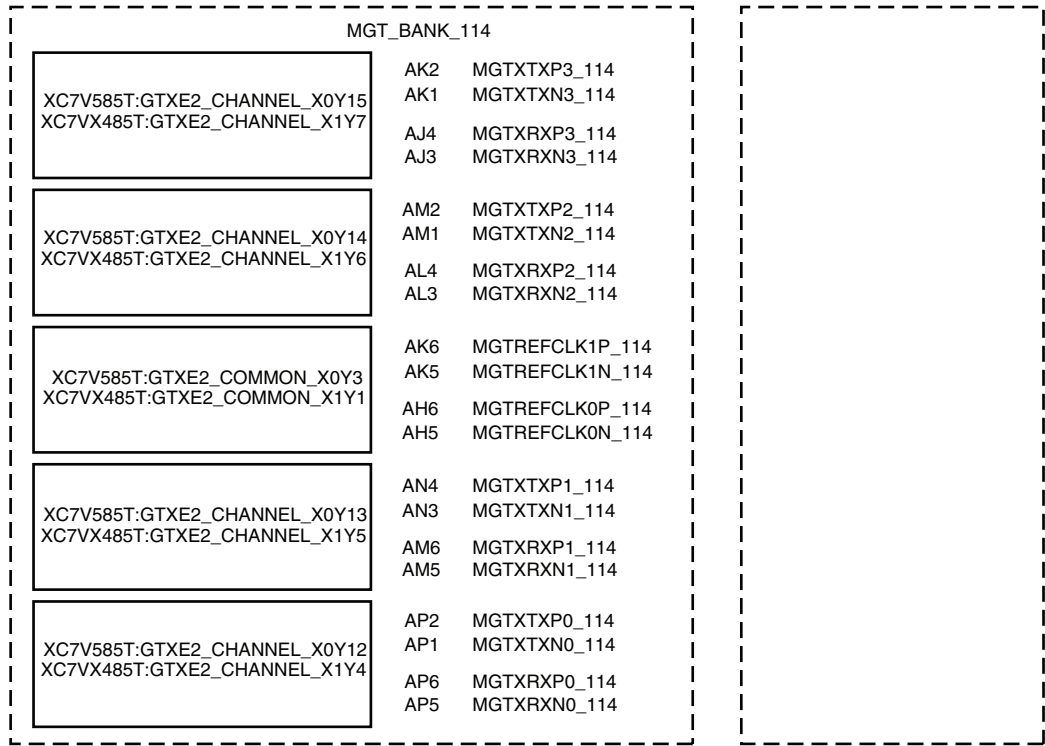 MGT_BANK_114
XC7V585T:GTXE2_CHANNEL_X0Y15
XC7VX485T:GTXE2_CHANNEL_X1Y7
AK2 MGTXTXP3_114
AK1 MGTXTXN3_114
AJ4 MGTXRXP3_114
AJ3 MGTXRXN3_114
XC7V585T:GTXE2_CHANNEL_X0Y14
XC7VX485T:GTXE2_CHANNEL_X1Y6
AM2 MGTXTXP2_114
AM1 MGTXTXN2_114
AL4 MGTXRXP2_114
AL3 MGTXRXN2_114
XC7V585T:GTXE2_COMMON_X0Y3
XC7VX485T:GTXE2_COMMON_X1Y1
AK6 MGTREFCLK1P_114
AK5 MGTREFCLK1N_114
AH6 MGTREFCLK0P_114
AH5 MGTREFCLK0N_114
XC7V585T:GTXE2_CHANNEL_X0Y13
XC7VX485T:GTXE2_CHANNEL_X1Y5
AN4 MGTXTXP1_114
AN3 MGTXTXN1_114
AM6 MGTXRXP1_114
AM5 MGTXRXN1_114
XC7V585T:GTXE2_CHANNEL_X0Y12
XC7VX485T:GTXE2_CHANNEL_X1Y4
AP2 MGTXTXP0_114
AP1 MGTXTXN0_114
AP6 MGTXRXP0_114
AP5 MGTXRXN0_114